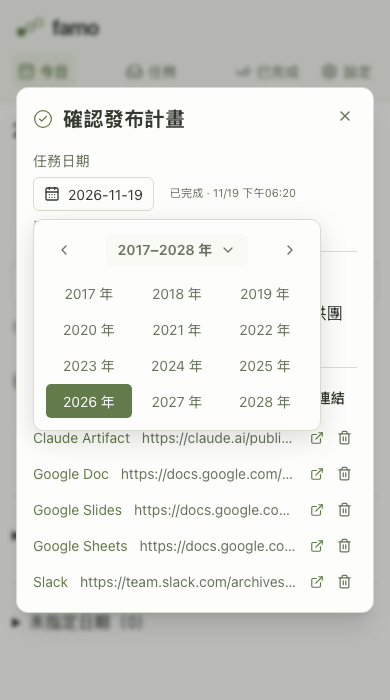 famo
今日 任務 已完成 設定
確認發布計畫
任務日期
2026-11-19 已完成 · 11/19 下午06:20
2017–2028 年
2017 年 2018 年 2019 年
2020 年 2021 年 2022 年
2023 年 2024 年 2025 年
2026 年 2027 年 2028 年
團
連結
Claude Artifact https://claude.ai/publi...
Google Doc https://docs.google.com/...
Google Slides https://docs.google.co...
Google Sheets https://docs.google.co...
Slack https://team.slack.com/archives...
未指定日期 (0)